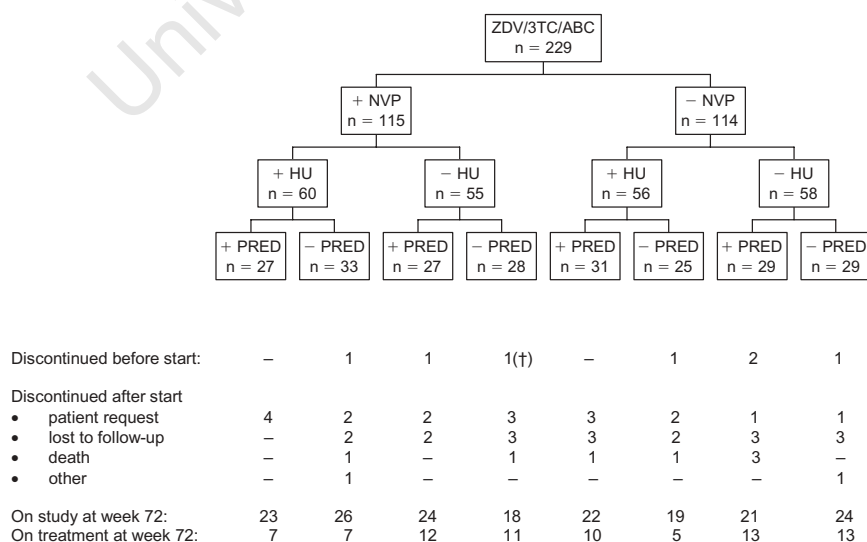 Univ
ZDV/3TC/ABC
n = 229
+ NVP
n = 115
− NVP
n = 114
+ HU
n = 60
− HU
n = 55
+ HU
n = 56
− HU
n = 58
+ PRED
n = 27
− PRED
n = 33
+ PRED
n = 27
− PRED
n = 28
+ PRED
n = 31
− PRED
n = 25
+ PRED
n = 29
− PRED
n = 29
Discontinued before start: – 1 1 1(†) – 1 2 1
Discontinued after start
• patient request 4 2 2 3 3 2 1 1
• lost to follow-up – 2 2 3 3 2 3 3
• death – 1 – 1 1 1 3 –
• other – 1 – – – – – 1
On study at week 72: 23 26 24 18 22 19 21 24
On treatment at week 72: 7 7 12 11 10 5 13 13